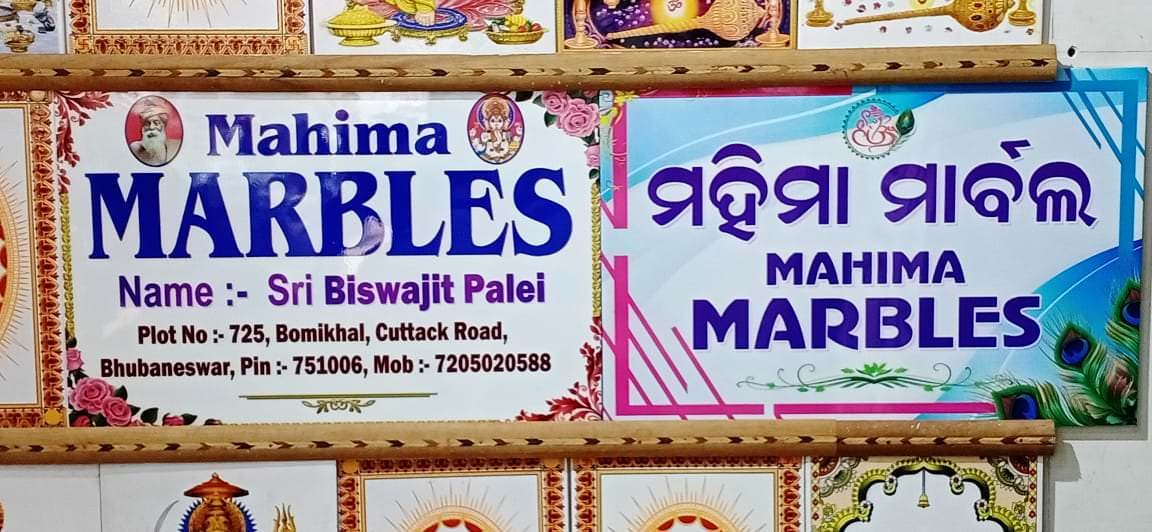 Mahima
MARBLES
Name :- Sri Biswajit Palei
Plot No :- 725, Bomikhal, Cuttack Road,
Bhubaneswar, Pin :- 751006, Mob :- 7205020588
ମହିମା ମାର୍ବଲ
MAHIMA
MARBLES